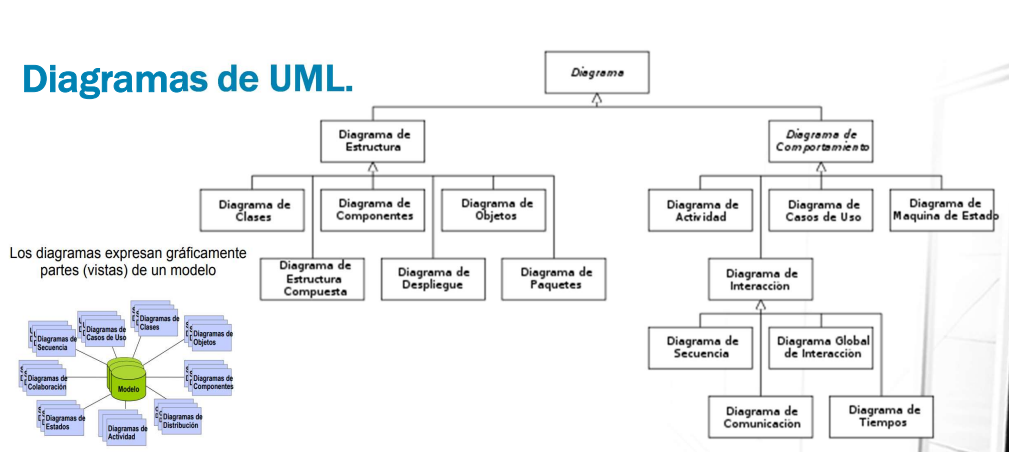 Diagramas de UML.
Diagrama
Diagrama de
Estructura
Diagrama de
Comportamiento
Diagrama de
Clases
Diagrama de
Componentes
Diagrama de
Objetos
Diagrama de
Actividad
Diagrama de
Casos de Uso
Diagrama de
Maquina de Estado
Diagrama de
Estructura
Compuesta
Diagrama de
Despliegue
Diagrama de
Paquetes
Diagrama de
Interacción
Diagrama de
Secuencia
Diagrama Global
de Interacción
Diagrama de
Comunicación
Diagrama de
Tiempos
Los diagramas expresan gráficamente
partes (vistas) de un modelo
Diagramas de
Secuencia
Diagramas de
Casos de Uso
Diagramas de
Clases
Diagramas de
Objetos
Diagramas de
Colaboración
Modelo
Diagramas de
Componentes
Diagramas de
Estados
Diagramas de
Actividad
Diagramas de
Distribución